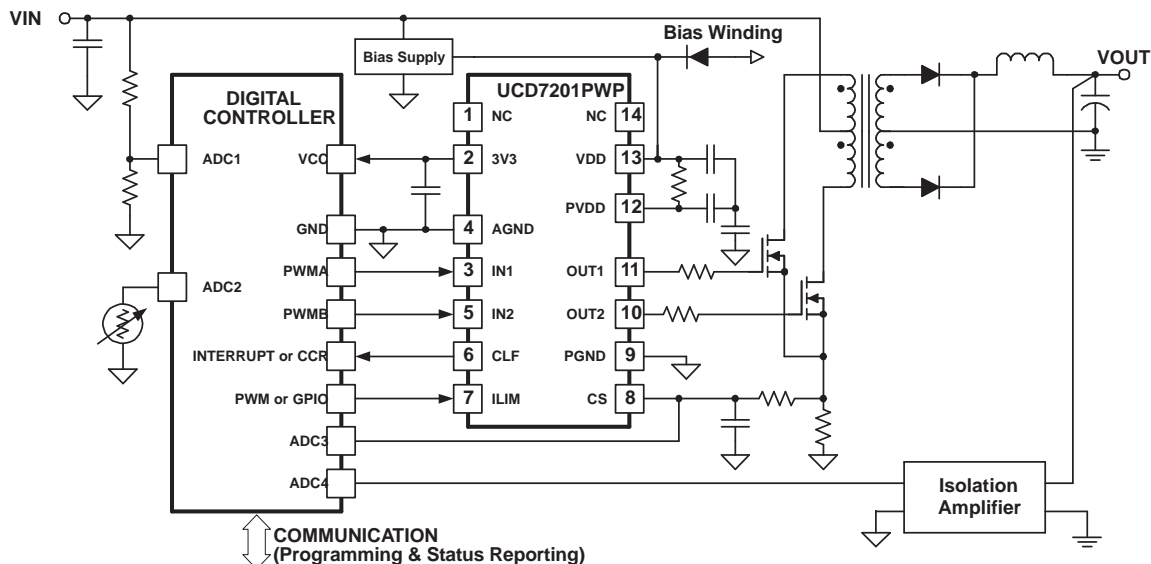 VIN
Bias Supply
Bias Winding
VOUT
DIGITAL
CONTROLLER
UCD7201PWP
1
NC
NC
14
ADC1
VCC
2
3V3
VDD
13
PVDD
12
GND
4
AGND
PWMA
3
IN1
OUT1
11
ADC2
PWMB
5
IN2
OUT2
10
INTERRUPT or CCR
6
CLF
PGND
9
PWM or GPIO
7
ILIM
CS
8
ADC3
ADC4
Isolation
Amplifier
COMMUNICATION
(Programming & Status Reporting)